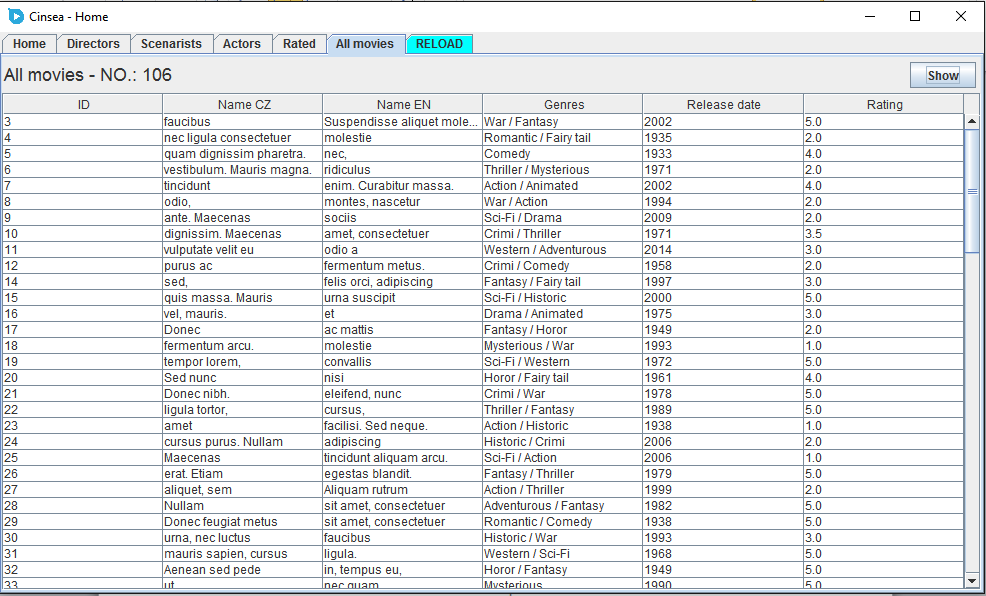 Cinsea - Home
Home Directors Scenarists Actors Rated All movies RELOAD
All movies - NO.: 106 Show
ID Name CZ Name EN Genres Release date Rating
3 faucibus Suspendisse aliquet mole... War / Fantasy 2002 5.0
4 nec ligula consectetuer molestie Romantic / Fairy tail 1935 2.0
5 quam dignissim pharetra. nec, Comedy 1933 4.0
6 vestibulum. Mauris magna. ridiculus Thriller / Mysterious 1971 2.0
7 tincidunt enim. Curabitur massa. Action / Animated 2002 4.0
8 odio, montes, nascetur War / Action 1994 2.0
9 ante. Maecenas sociis Sci-Fi / Drama 2009 2.0
10 dignissim. Maecenas amet, consectetuer Crimi / Thriller 1971 3.5
11 vulputate velit eu odio a Western / Adventurous 2014 3.0
12 purus ac fermentum metus. Crimi / Comedy 1958 2.0
14 sed, felis orci, adipiscing Fantasy / Fairy tail 1997 3.0
15 quis massa. Mauris urna suscipit Sci-Fi / Historic 2000 5.0
16 vel, mauris. et Drama / Animated 1975 3.0
17 Donec ac mattis Fantasy / Horor 1949 2.0
18 fermentum arcu. molestie Mysterious / War 1993 1.0
19 tempor lorem, convallis Sci-Fi / Western 1972 5.0
20 Sed nunc nisi Horor / Fairy tail 1961 4.0
21 Donec nibh. eleifend, nunc Crimi / War 1978 5.0
22 ligula tortor, cursus, Thriller / Fantasy 1989 5.0
23 amet facilisi. Sed neque. Action / Historic 1938 1.0
24 cursus purus. Nullam adipiscing Historic / Crimi 2006 2.0
25 Maecenas tincidunt aliquam arcu. Sci-Fi / Action 2006 1.0
26 erat. Etiam egestas blandit. Fantasy / Thriller 1979 5.0
27 aliquet, sem Aliquam rutrum Action / Thriller 1999 2.0
28 Nullam sit amet, consectetuer Adventurous / Fantasy 1982 5.0
29 Donec feugiat metus sit amet, consectetuer Romantic / Comedy 1938 5.0
30 urna, nec luctus faucibus Historic / War 1993 3.0
31 mauris sapien, cursus ligula. Western / Sci-Fi 1968 5.0
32 Aenean sed pede in, tempus eu, Horor / Fantasy 1949 5.0
33 ut nec quam Mysterious 1990 5.0